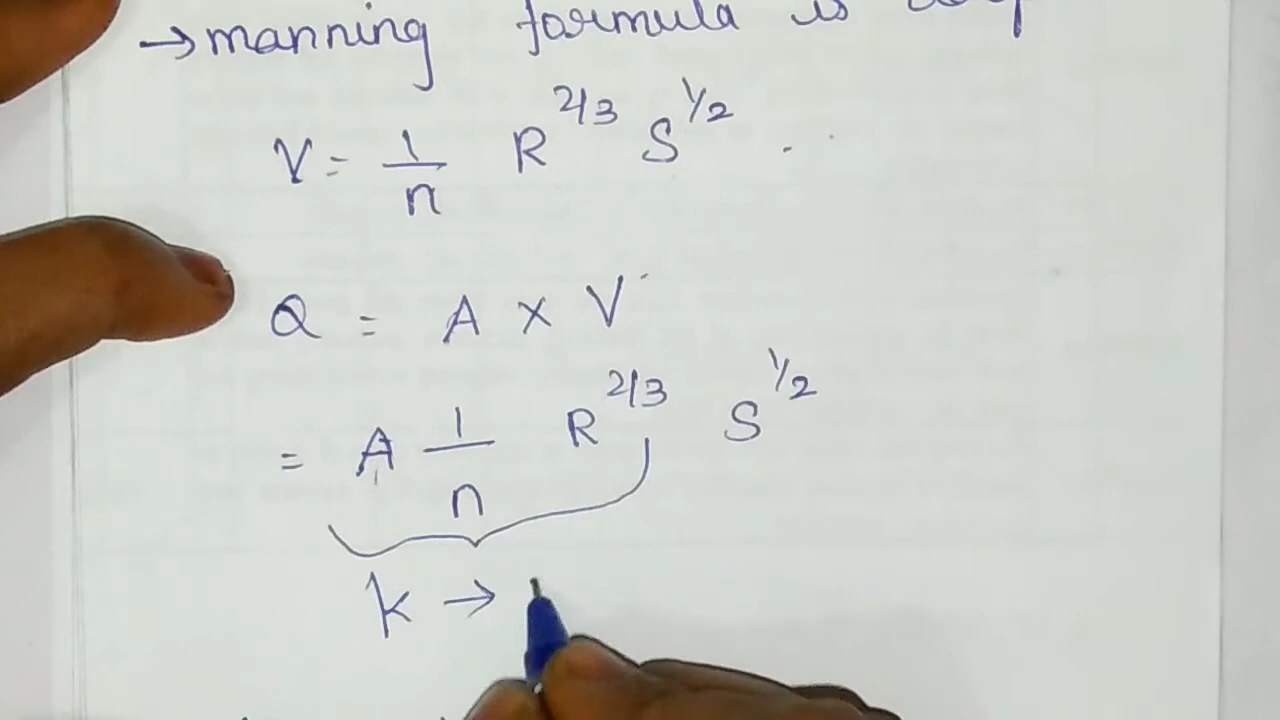 → manning formula is
V = 1/n R^2/3 S^1/2
Q = A x V
= A 1/n R^2/3 S^1/2
k →